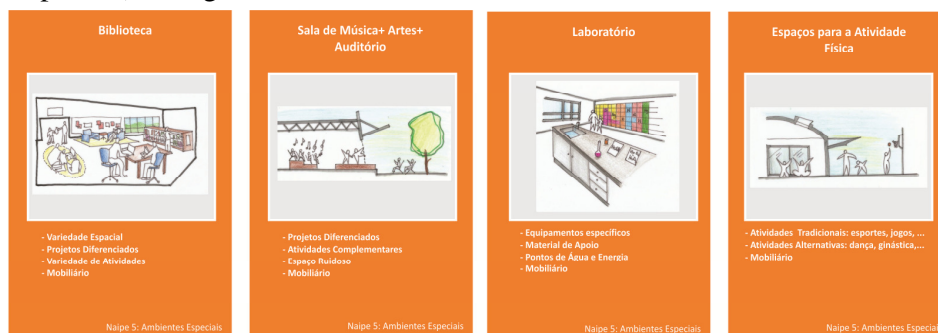 Biblioteca
- Variedade Espacial
- Projetos Diferenciados
- Variedade de Atividades
- Mobiliário
Naipe 5: Ambientes Especiais
Sala de Música+ Artes+
Auditório
- Projetos Diferenciados
- Atividades Complementares
- Espaço Ruidoso
- Mobiliário
Naipe 5: Ambientes Especiais
Laboratório
- Equipamentos específicos
- Material de Apoio
- Pontos de Água e Energia
- Mobiliário
Naipe 5: Ambientes Especiais
Espaços para a Atividade
Física
- Atividades Tradicionais: esportes, jogos, ...
- Atividades Alternativas: dança, ginástica,...
- Mobiliário
Naipe 5: Ambientes Especiais